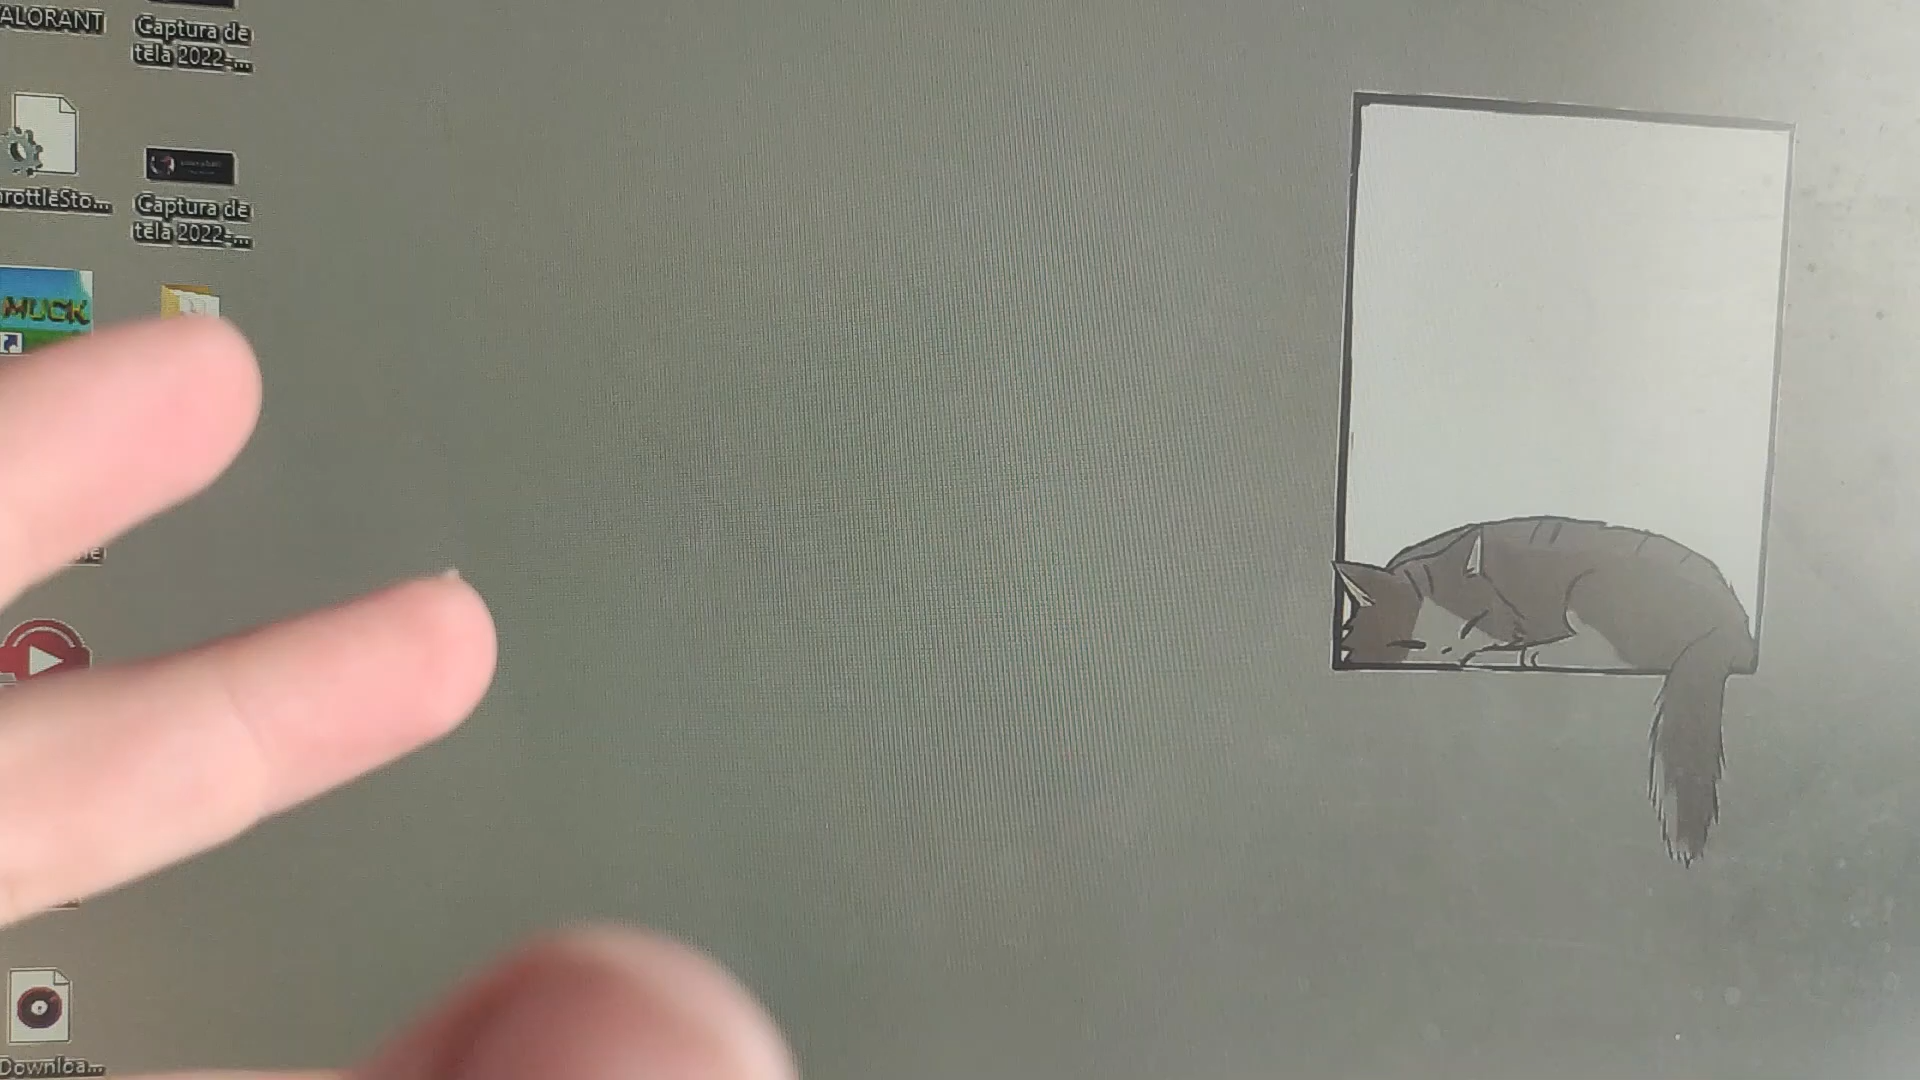 ALORANT
Captura de
tela 2022-...
rottleSto...
Captura de
tela 2022-...
MUCK
Downloa...